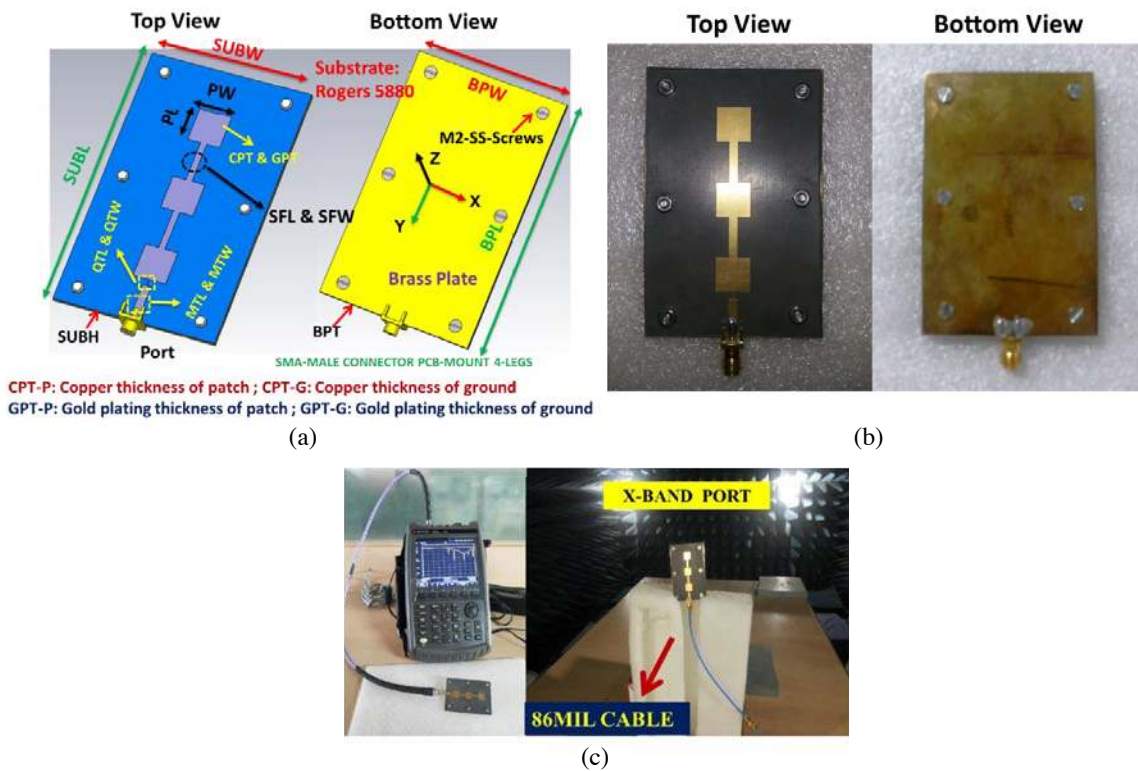 Top View
Bottom View
SUBW
Substrate:
Rogers 5880
PW
PL
CPT & GPT
SUBL
SFL & SFW
QTL & QTW
MTL & MTW
SUBH
Port
BPW
M2-SS-Screws
Z
X
Y
BPL
Brass Plate
BPT
SMA-MALE CONNECTOR PCB-MOUNT 4-LEGS
CPT-P: Copper thickness of patch ; CPT-G: Copper thickness of ground
GPT-P: Gold plating thickness of patch ; GPT-G: Gold plating thickness of ground
(a)
Top View
Bottom View
(b)
X-BAND PORT
86MIL CABLE
(c)